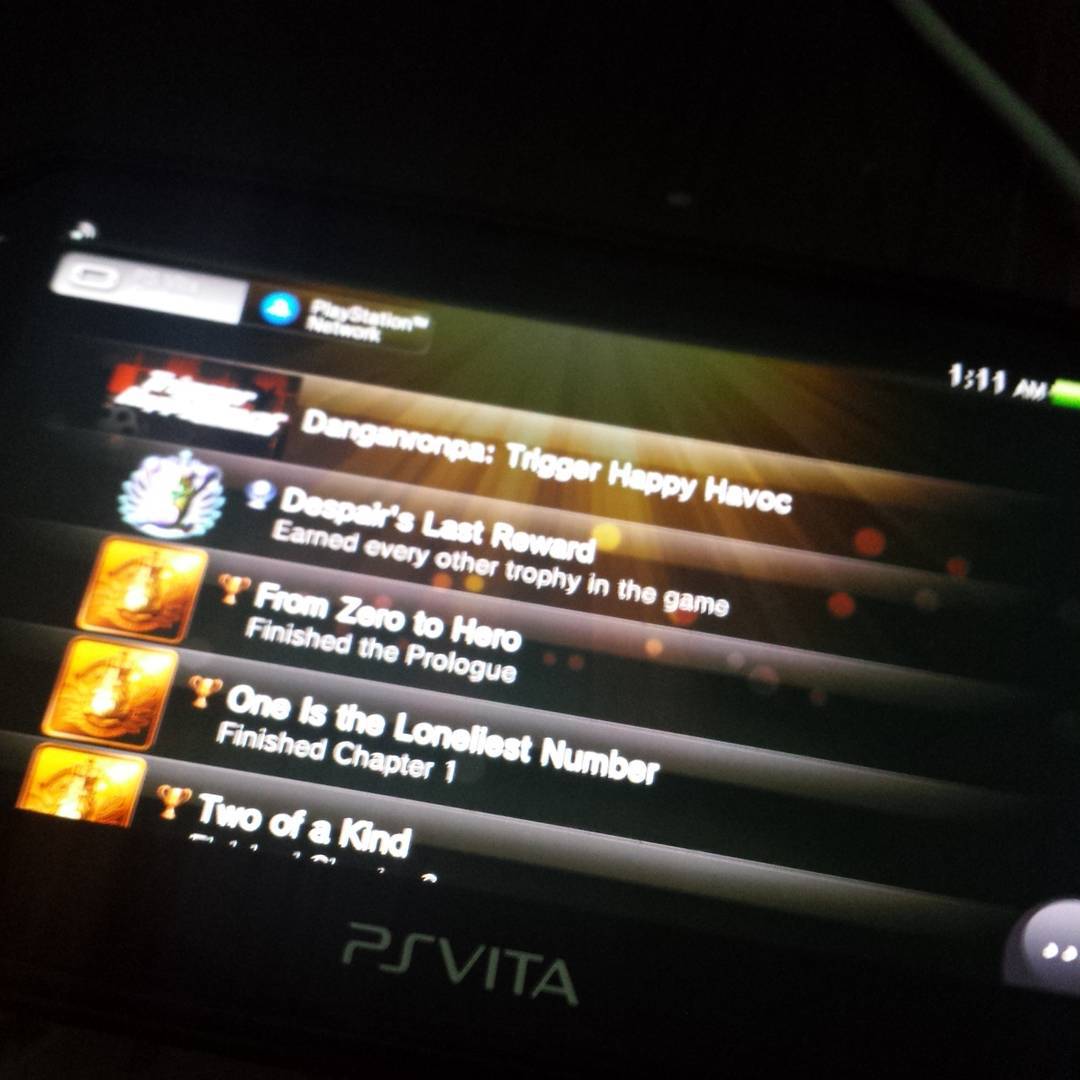 PlayStation™
Network
1:11 AM
Danganronpa: Trigger Happy Havoc
Despair's Last Reward
Earned every other trophy in the game
From Zero to Hero
Finished the Prologue
One is the Loneliest Number
Finished Chapter 1
Two of a Kind
PSVITA